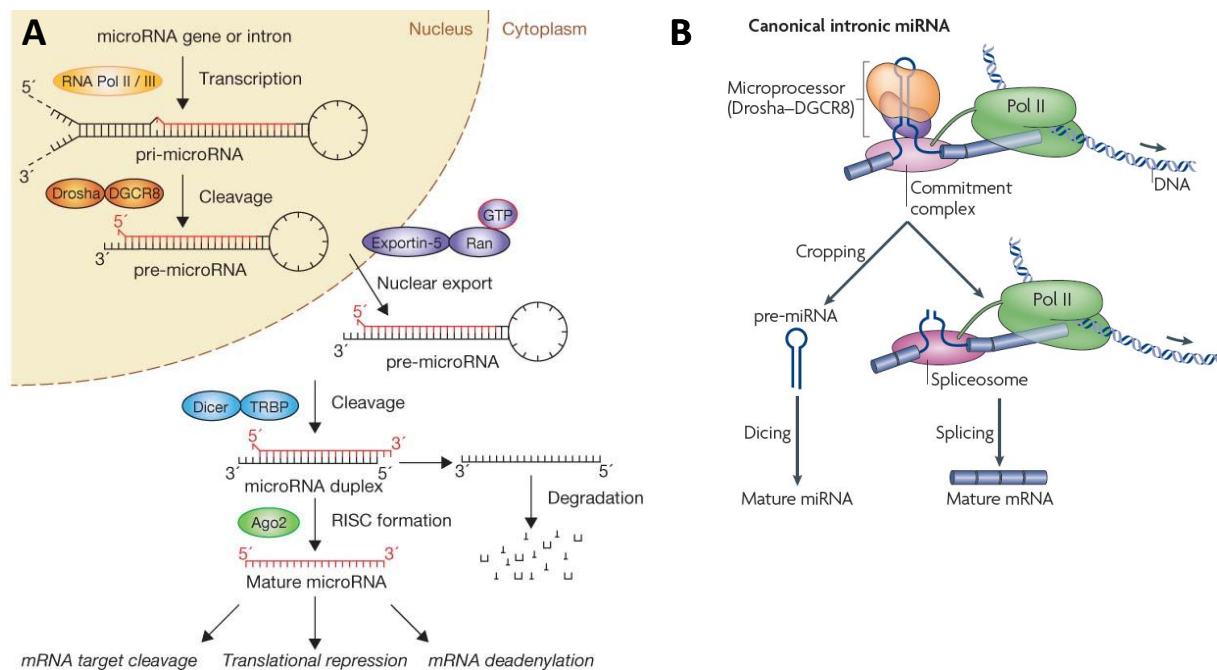 A
microRNA gene or intron
Nucleus
Cytoplasm
RNA Pol II / III
Transcription
5´
3´
pri-microRNA
Drosha
DGCR8
Cleavage
5´
3´
pre-microRNA
GTP
Exportin-5
Ran
Nuclear export
5´
3´
pre-microRNA
Dicer
TRBP
Cleavage
5´
3´
3´
5´
microRNA duplex
3´
5´
Degradation
Ago2
RISC formation
5´
3´
Mature microRNA
mRNA target cleavage
Translational repression
mRNA deadenylation
B
Canonical intronic miRNA
Microprocessor
(Drosha–DGCR8)
Pol II
DNA
Commitment
complex
Cropping
pre-miRNA
Pol II
Spliceosome
Dicing
Splicing
Mature miRNA
Mature mRNA